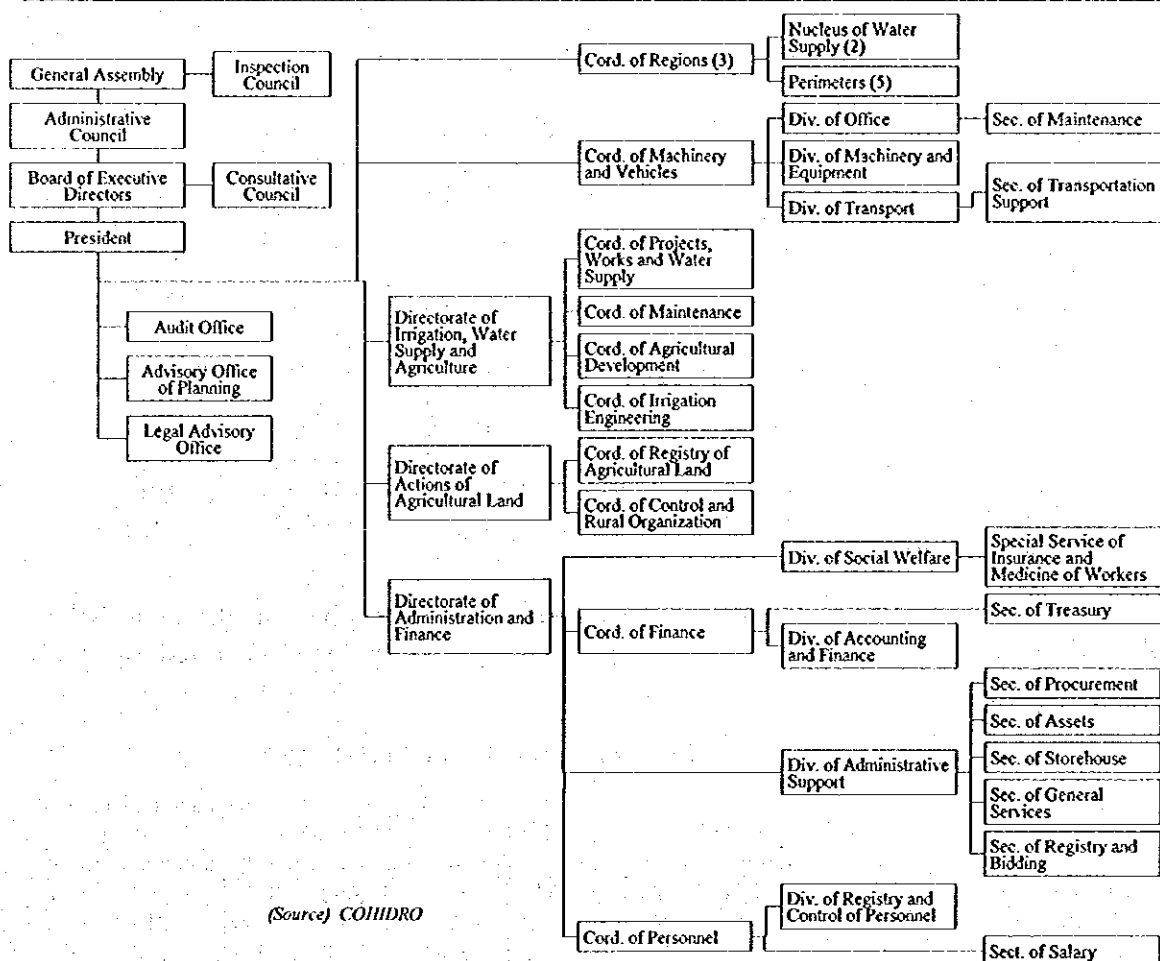 General Assembly
Inspection
Council
Administrative
Council
Board of Executive
Directors
Consultative
Council
President
Audit Office
Advisory Office
of Planning
Legal Advisory
Office
Cord. of Regions (3)
Nucleus of Water
Supply (2)
Perimeters (5)
Cord. of Machinery
and Vehicles
Div. of Office
Sec. of Maintenance
Div. of Machinery and
Equipment
Div. of Transport
Sec. of Transportation
Support
Directorate of
Irrigation, Water
Supply and
Agriculture
Cord. of Projects,
Works and Water
Supply
Cord. of Maintenance
Cord. of Agricultural
Development
Cord. of Irrigation
Engineering
Directorate of
Actions of
Agricultural Land
Cord. of Registry of
Agricultural Land
Cord. of Control and
Rural Organization
Directorate of
Administration and
Finance
Div. of Social Welfare
Special Service of
Insurance and
Medicine of Workers
Cord. of Finance
Sec. of Treasury
Div. of Accounting
and Finance
Div. of Administrative
Support
Sec. of Procurement
Sec. of Assets
Sec. of Storehouse
Sec. of General
Services
Sec. of Registry and
Bidding
Cord. of Personnel
Div. of Registry and
Control of Personnel
Sect. of Salary
(Source) COHIDRO